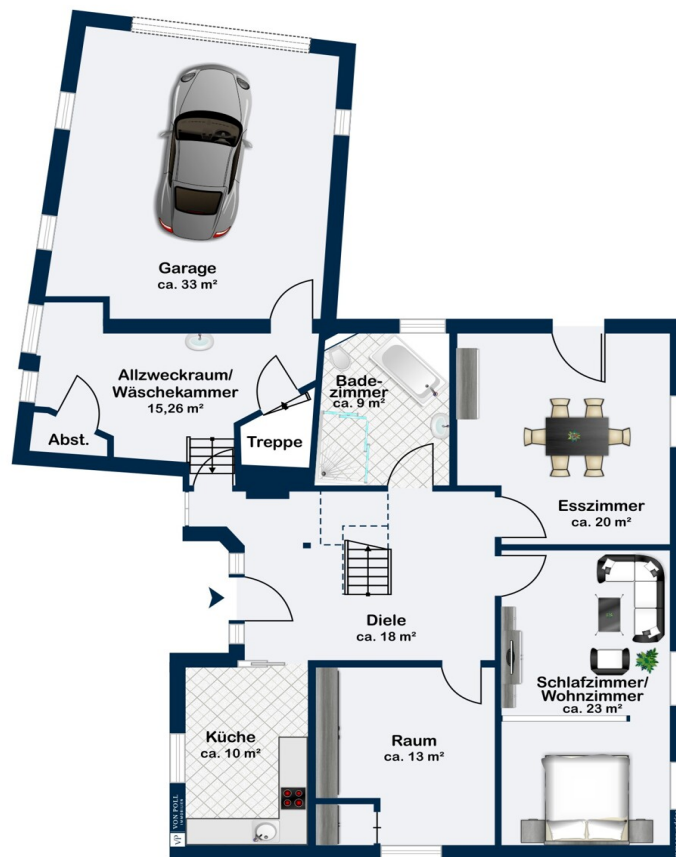 Garage
ca. 33 m²
Allzweckraum/
Wäschekammer
15,26 m²
Abst.
Treppe
Bade-
zimmer
ca. 9 m²
Esszimmer
ca. 20 m²
Diele
ca. 18 m²
Schlafzimmer/
Wohnzimmer
ca. 23 m²
Küche
ca. 10 m²
Raum
ca. 13 m²
VP
VON POLL
IMMOBILIEN